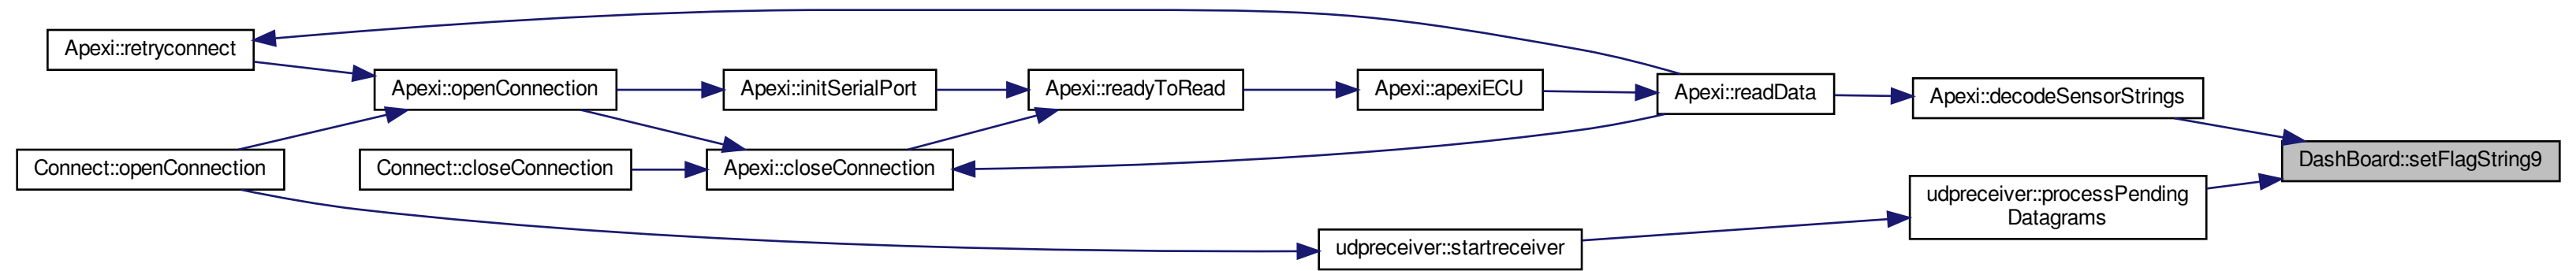 Apexi::retryconnect
Apexi::openConnection
Apexi::initSerialPort
Apexi::readyToRead
Apexi::apexiECU
Apexi::readData
Apexi::decodeSensorStrings
Connect::openConnection
Connect::closeConnection
Apexi::closeConnection
DashBoard::setFlagString9
udpreceiver::processPending
Datagrams
udpreceiver::startreceiver